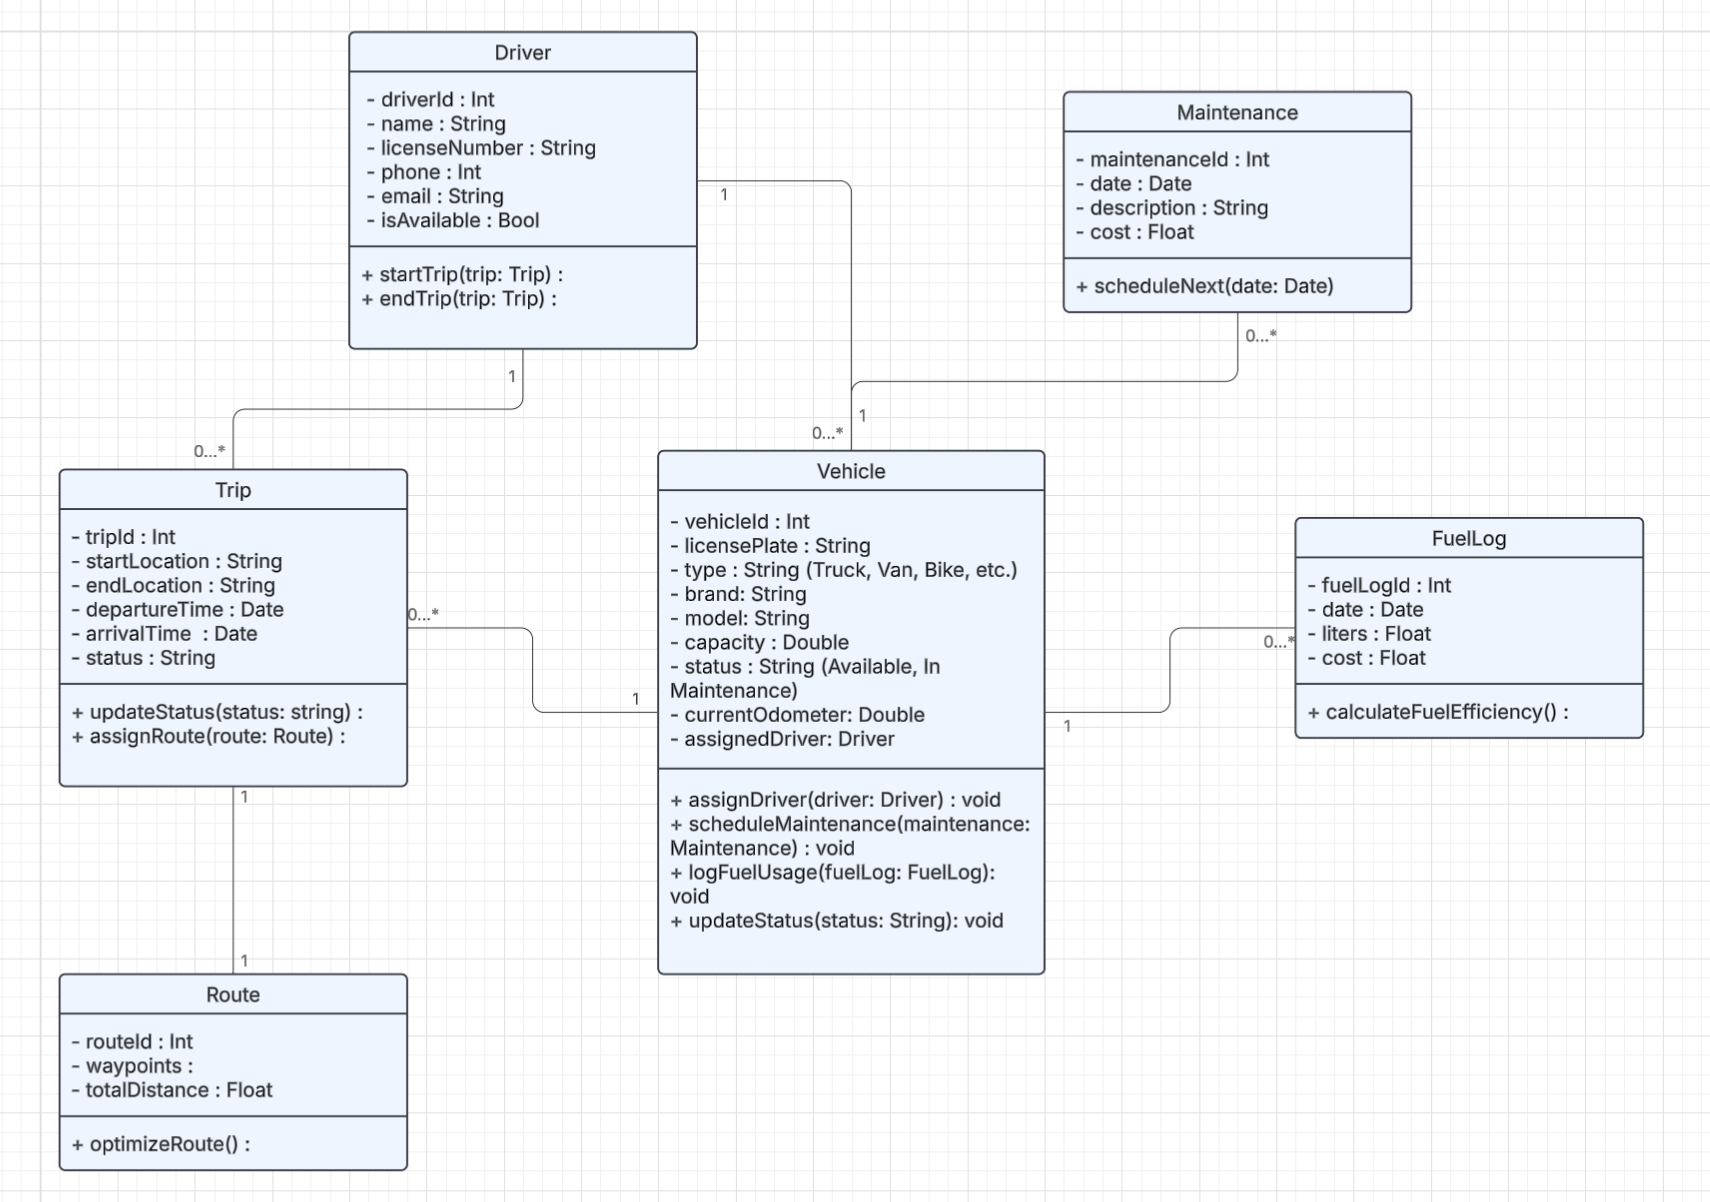 Driver
- driverId : Int
- name : String
- licenseNumber : String
- phone : Int
- email : String
- isAvailable : Bool
+ startTrip(trip: Trip) :
+ endTrip(trip: Trip) :
1
1
Maintenance
- maintenanceId : Int
- date : Date
- description : String
- cost : Float
+ scheduleNext(date: Date)
0...*
1
0...*
0...*
Trip
- tripId : Int
- startLocation : String
- endLocation : String
- departureTime : Date
- arrivalTime  : Date
- status : String
+ updateStatus(status: string) :
+ assignRoute(route: Route) :
0...*
1
1
1
Vehicle
- vehicleId : Int
- licensePlate : String
- type : String (Truck, Van, Bike, etc.)
- brand: String
- model: String
- capacity : Double
- status : String (Available, In
Maintenance)
- currentOdometer: Double
- assignedDriver: Driver
+ assignDriver(driver: Driver) : void
+ scheduleMaintenance(maintenance:
Maintenance) : void
+ logFuelUsage(fuelLog: FuelLog):
void
+ updateStatus(status: String): void
1
0...*
FuelLog
- fuelLogId : Int
- date : Date
- liters : Float
- cost : Float
+ calculateFuelEfficiency() :
Route
- routeId : Int
- waypoints :
- totalDistance : Float
+ optimizeRoute() :